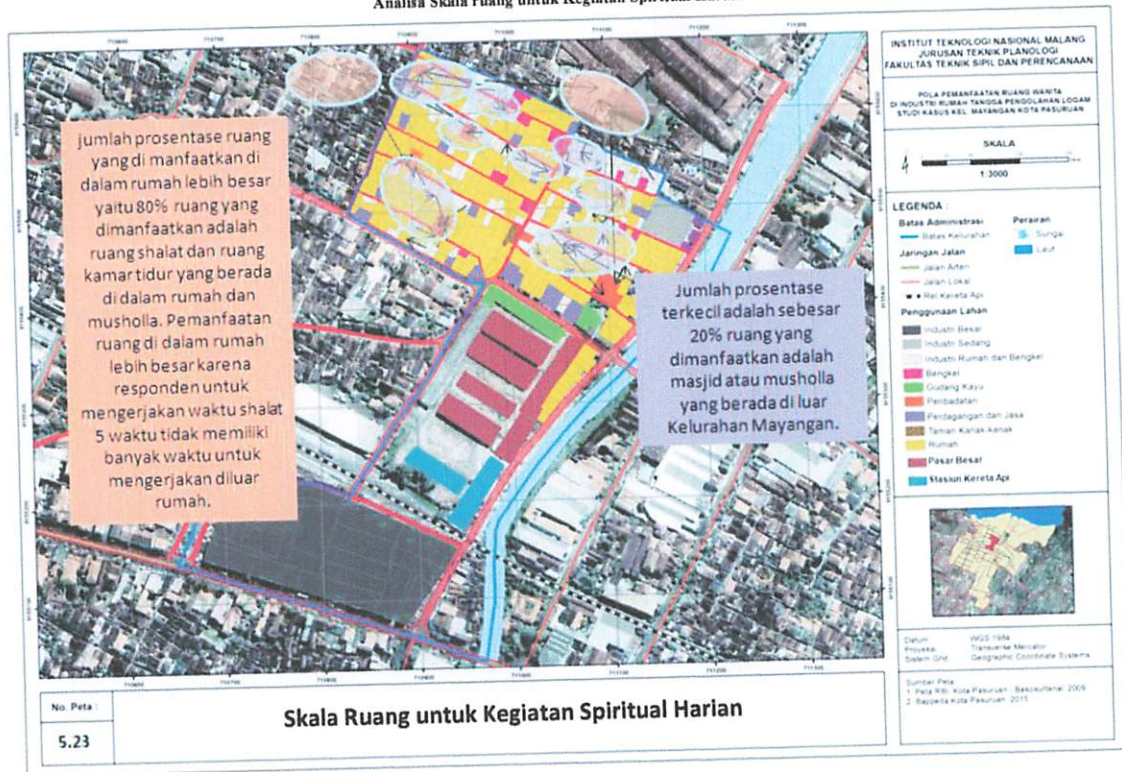 Analisa Skala ruang untuk Kegiatan Spiritual
jumlah prosentase ruang
yang di manfaatkan di
dalam rumah lebih besar
yaitu 80% ruang yang
dimanfaatkan adalah
ruang shalat dan ruang
kamar tidur yang berada
di dalam rumah dan
musholla. Pemanfaatan
ruang di dalam rumah
lebih besar karena
responden untuk
mengerjakan waktu shalat
5 waktu tidak memiliki
banyak waktu untuk
mengerjakan diluar
rumah.
Jumlah prosentase
terkecil adalah sebesar
20% ruang yang
dimanfaatkan adalah
masjid atau musholla
yang berada di luar
Kelurahan Mayangan.
INSTITUT TEKNOLOGI NASIONAL MALANG
JURUSAN TEKNIK PLANOLOGI
FAKULTAS TEKNIK SIPIL DAN PERENCANAAN
POLA PEMANFAATAN RUANG WANITA
DI INDUSTRI RUMAH TANGGA PENGOLAHAN LOGAM
STUDI KASUS KEL. MAYANGAN KOTA PASURUAN
SKALA
1:3000
LEGENDA :
Batas Administrasi
Batas Kelurahan
Jaringan Jalan
Jalan Arteri
Jalan Lokal
Rel Kereta Api
Perairan
Sungai
Laut
Penggunaan Lahan
Industri Besar
Industri Sedang
Industri Rumah dan Bengkel
Bengkel
Gudang Kayu
Peribadatan
Perdagangan dan Jasa
Taman Kanak-kanak
Rumah
Pasar Besar
Stasiun Kereta Api
Datum WGS 1984
Proyeksi Transverse Mercator
Sistem Grid Geographic Coordinate Systems
Sumber Peta
1. Peta RBI, Kota Pasuruan : Bakosurtanal 2009
2. Bappeda Kota Pasuruan 2011
No. Peta :
5.23
Skala Ruang untuk Kegiatan Spiritual Harian